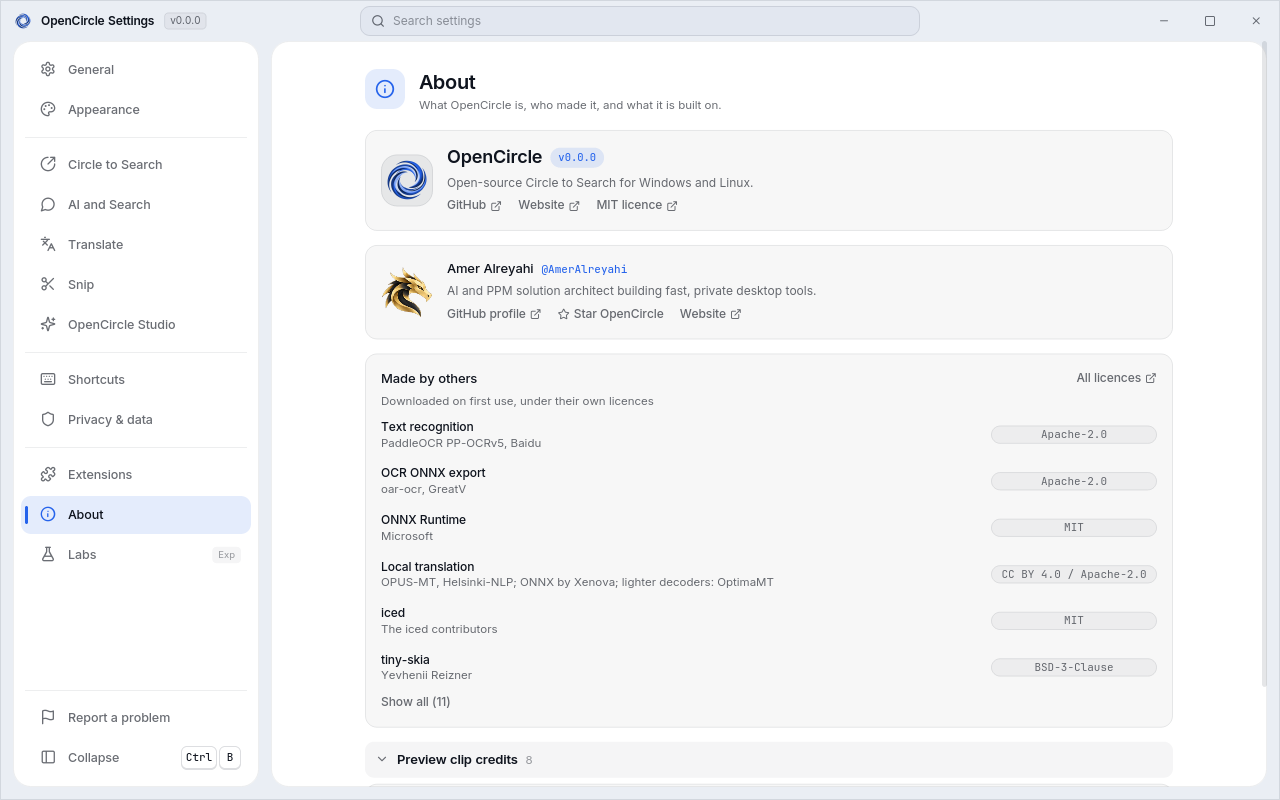 OpenCircle Settings v0.0.0
Search settings
General
Appearance
Circle to Search
AI and Search
Translate
Snip
OpenCircle Studio
Shortcuts
Privacy & data
Extensions
About
Labs Exp
Report a problem
Collapse Ctrl B
About
What OpenCircle is, who made it, and what it is built on.
OpenCircle v0.0.0
Open-source Circle to Search for Windows and Linux.
GitHub Website MIT licence
Amer Alreyahi @AmerAlreyahi
AI and PPM solution architect building fast, private desktop tools.
GitHub profile Star OpenCircle Website
Made by others All licences
Downloaded on first use, under their own licences
Text recognition
PaddleOCR PP-OCRv5, Baidu
Apache-2.0
OCR ONNX export
oar-ocr, GreatV
Apache-2.0
ONNX Runtime
Microsoft
MIT
Local translation
OPUS-MT, Helsinki-NLP; ONNX by Xenova; lighter decoders: OptimaMT
CC BY 4.0 / Apache-2.0
iced
The iced contributors
MIT
tiny-skia
Yevhenii Reizner
BSD-3-Clause
Show all (11)
Preview clip credits 8